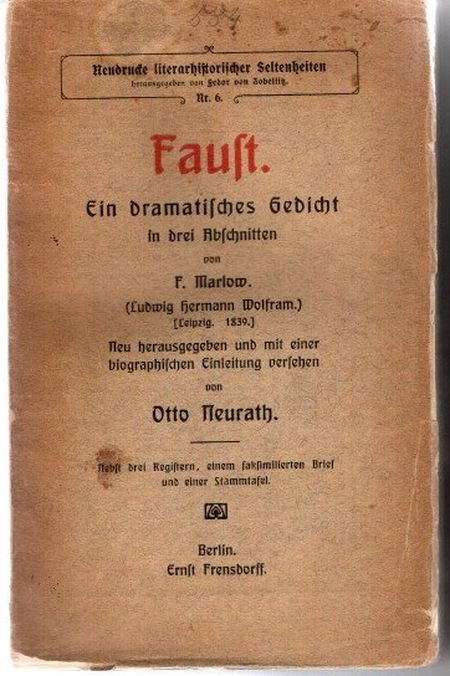 884
Neudrucke literarhiſtoriſcher Seltenheiten
herausgegeben von Fedor von Zobeltitz.
Nr. 6.
Fauſt.
Ein dramatiſches Gedicht
in drei Abſchnitten
von
F. Marlow.
(Ludwig Hermann Wolfram.)
[Leipzig. 1839.]
Neu herausgegeben und mit einer
biographiſchen Einleitung verſehen
von
Otto Neurath.
Nebſt drei Regiſtern, einem fakſimilierten Brief
und einer Stammtafel.
Berlin.
Ernſt Frensdorff.